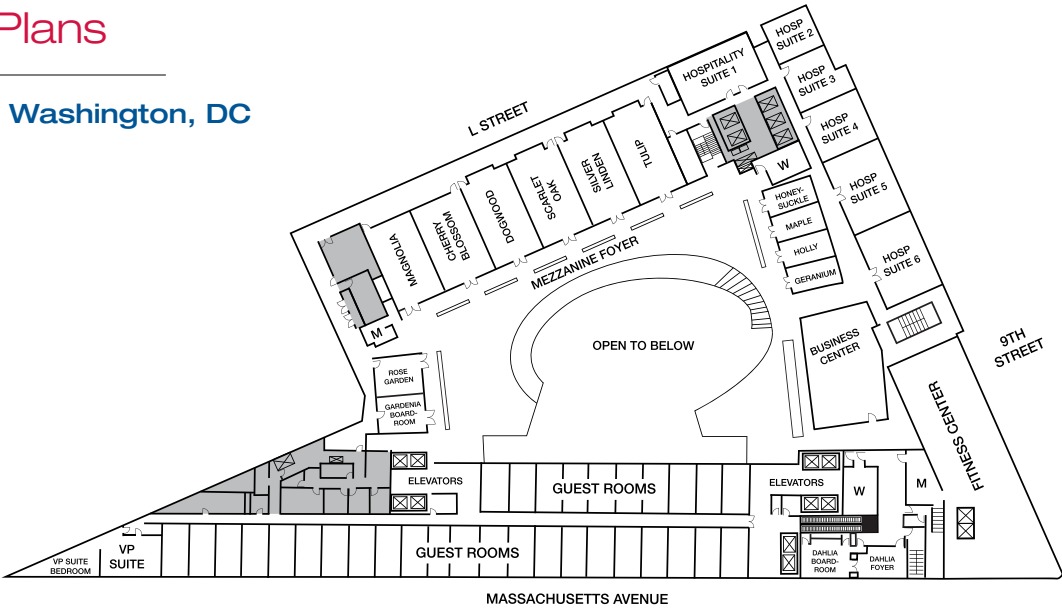 Plans
Washington, DC
L STREET
HOSPITALITY
SUITE 1
HOSP
SUITE 2
HOSP
SUITE 3
HOSP
SUITE 4
HOSP
SUITE 5
HOSP
SUITE 6
W
HONEY-
SUCKLE
MAPLE
HOLLY
GERANIUM
TULIP
SILVER
LINDEN
SCARLET
OAK
DOGWOOD
CHERRY
BLOSSOM
MAGNOLIA
MEZZANINE FOYER
M
ROSE
GARDEN
GARDENIA
BOARD-
ROOM
OPEN TO BELOW
BUSINESS
CENTER
9TH
STREET
FITNESS CENTER
ELEVATORS
GUEST ROOMS
ELEVATORS
W
M
GUEST ROOMS
VP
SUITE
VP SUITE
BEDROOM
DAHLIA
BOARD-
ROOM
DAHLIA
FOYER
MASSACHUSETTS AVENUE